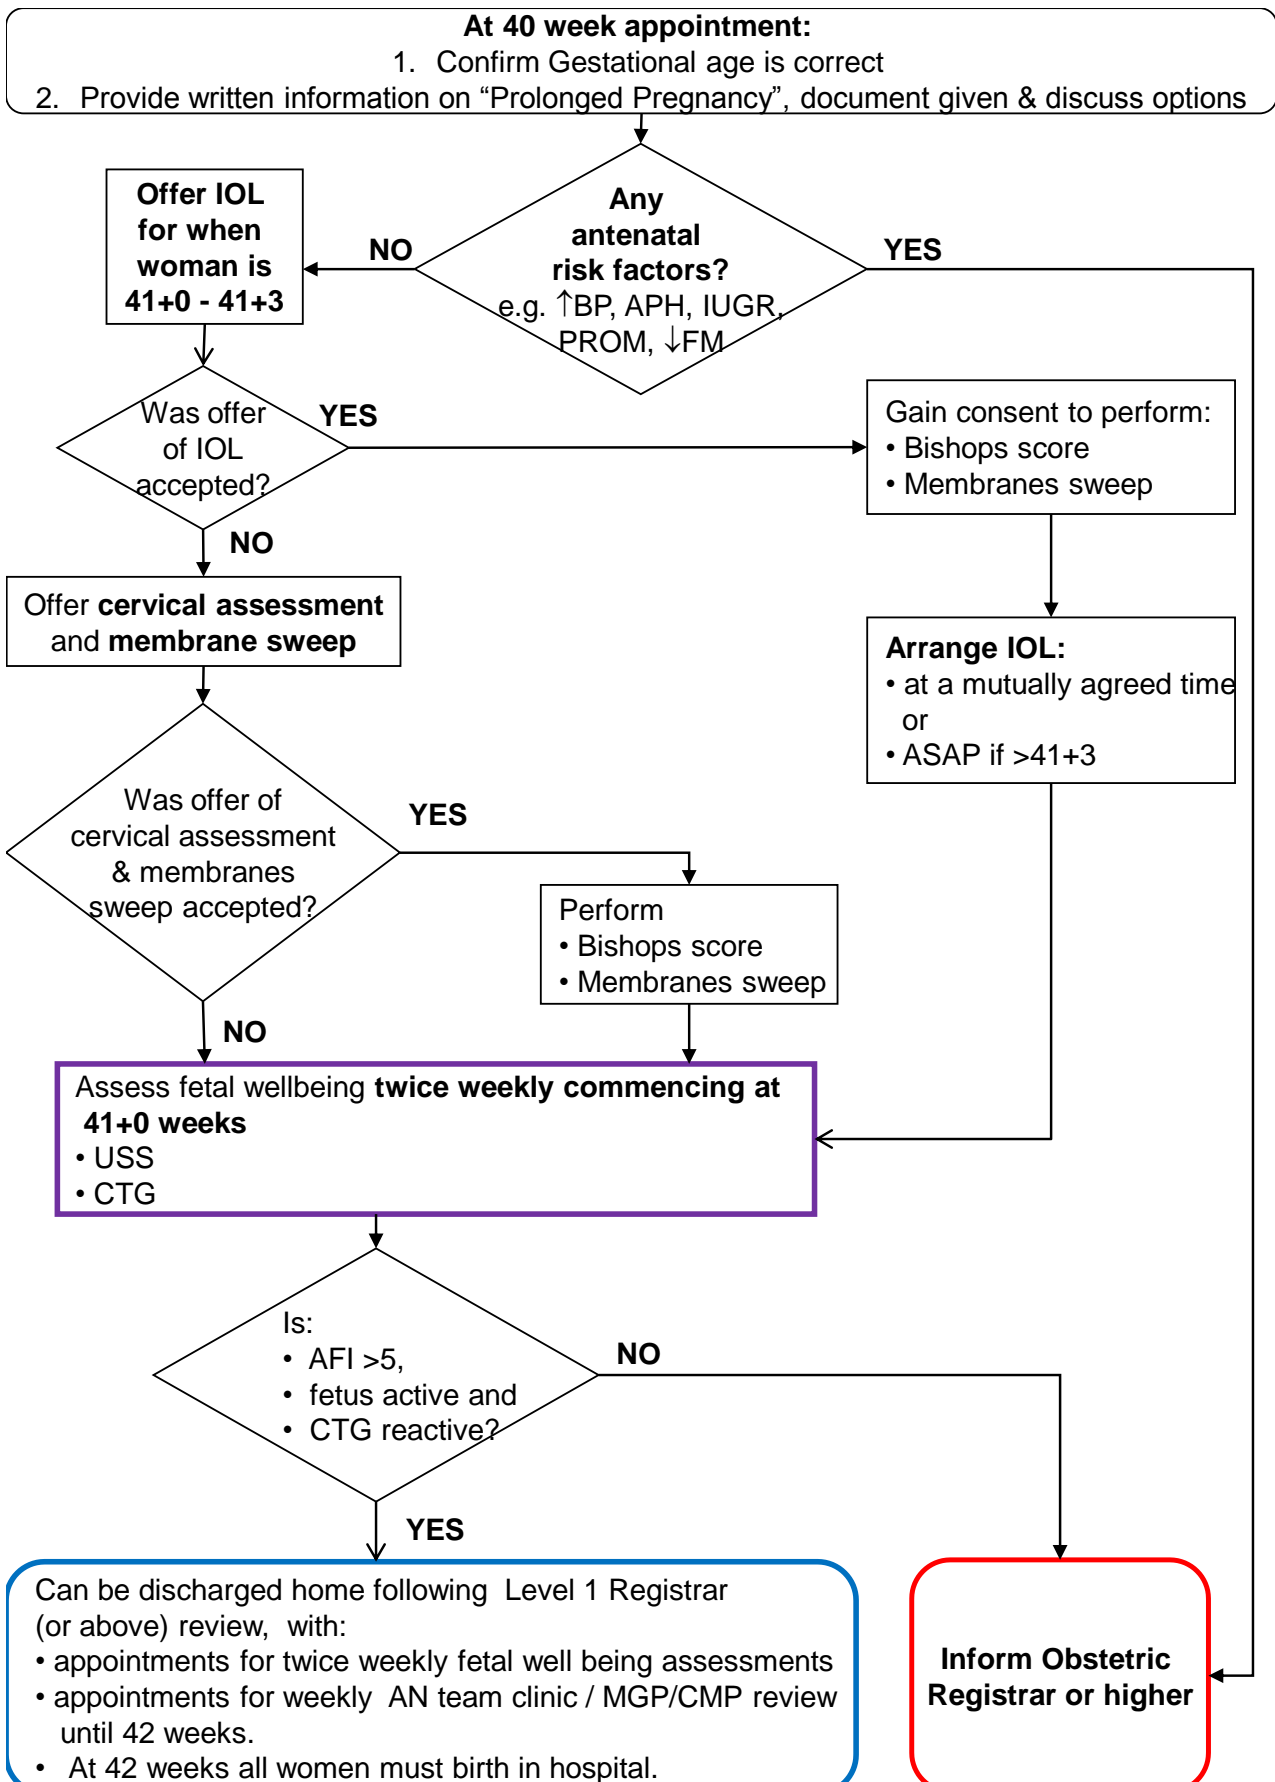 At 40 week appointment:
1. Confirm Gestational age is correct
2. Provide written information on “Prolonged Pregnancy”, document given & discuss options
Offer IOL
for when
woman is
41+0 - 41+3
NO
Any
antenatal
risk factors?
e.g. ↑BP, APH, IUGR,
PROM, ↓FM
YES
Was offer
of IOL
accepted?
YES
Gain consent to perform:
• Bishops score
• Membranes sweep
NO
Offer cervical assessment
and membrane sweep
Arrange IOL:
• at a mutually agreed time
or
• ASAP if >41+3
Was offer of
cervical assessment
& membranes
sweep accepted?
YES
Perform
• Bishops score
• Membranes sweep
NO
Assess fetal wellbeing twice weekly commencing at
41+0 weeks
• USS
• CTG
Is:
• AFI >5,
• fetus active and
• CTG reactive?
NO
YES
Can be discharged home following Level 1 Registrar
(or above) review, with:
• appointments for twice weekly fetal well being assessments
• appointments for weekly AN team clinic / MGP/CMP review
until 42 weeks.
• At 42 weeks all women must birth in hospital.
Inform Obstetric
Registrar or higher